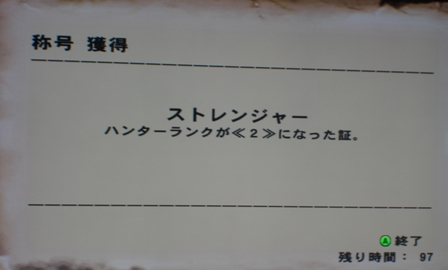 称号 獲得
ストレンジャー
ハンターランクが≪２≫になった証。
Ⓐ終了
残り時間： 97